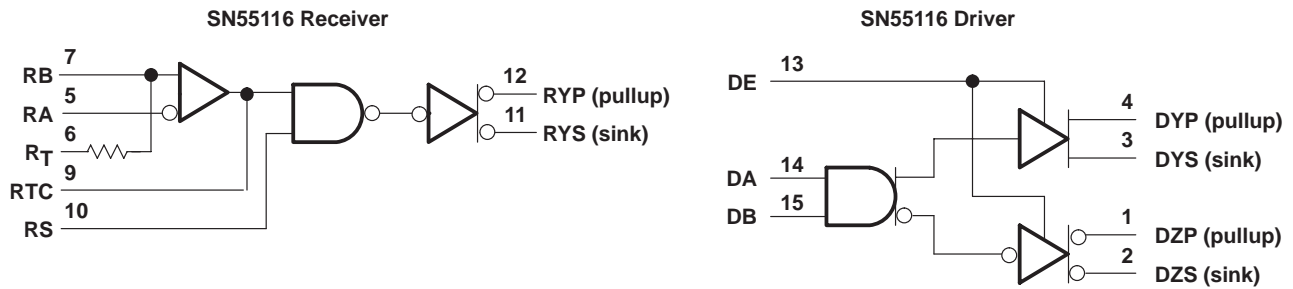 SN55116 Receiver
RB 7
RA 5
RT 6
RTC 9
RS 10
12 RYP (pullup)
11 RYS (sink)
SN55116 Driver
DE 13
DA 14
DB 15
4 DYP (pullup)
3 DYS (sink)
1 DZP (pullup)
2 DZS (sink)